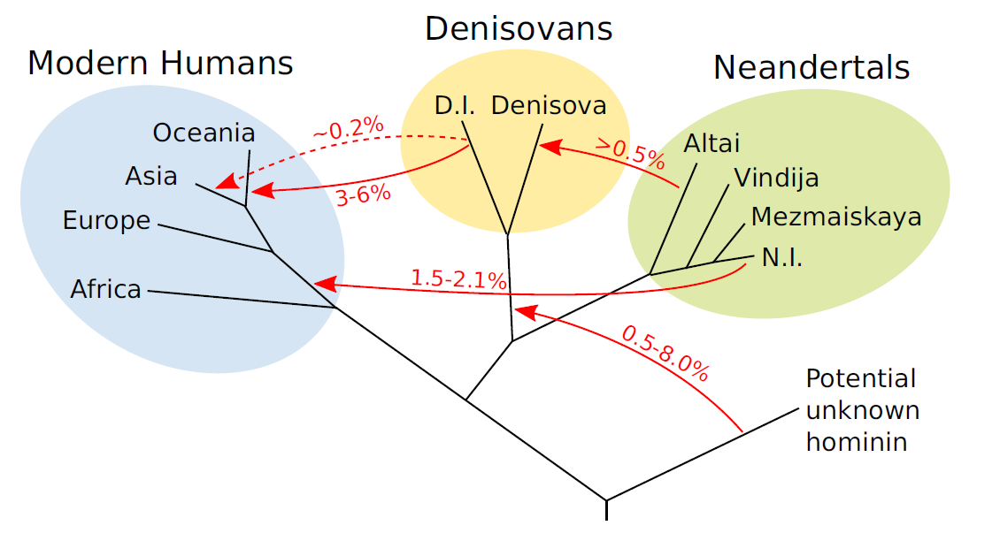 Denisovans
Modern Humans
Neandertals
D.I. Denisova
Oceania
~0.2%
>0.5%
Altai
Asia
Vindija
3-6%
Europe
Mezmaiskaya
N.I.
1.5-2.1%
Africa
0.5-8.0%
Potential
unknown
hominin